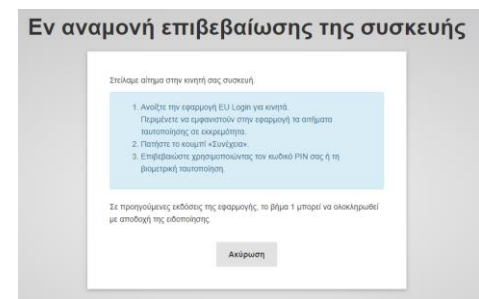 Εν αναμονή επιβεβαίωσης της συσκευής
Στείλαμε αίτημα στην κινητή σας συσκευή.
1. Ανοίξτε την εφαρμογή EU Login για κινητά.
Περιμένετε να εμφανιστούν στην εφαρμογή τα αιτήματα
ταυτοποίησης σε εκκρεμότητα.
2. Πατήστε το κουμπί «Συνέχεια».
3. Επιβεβαιώστε χρησιμοποιώντας τον κωδικό PIN σας ή τη
βιομετρική ταυτοποίηση.
Σε προηγούμενες εκδόσεις της εφαρμογής, το βήμα 1 μπορεί να ολοκληρωθεί
με αποδοχή της ειδοποίησης.
Ακύρωση